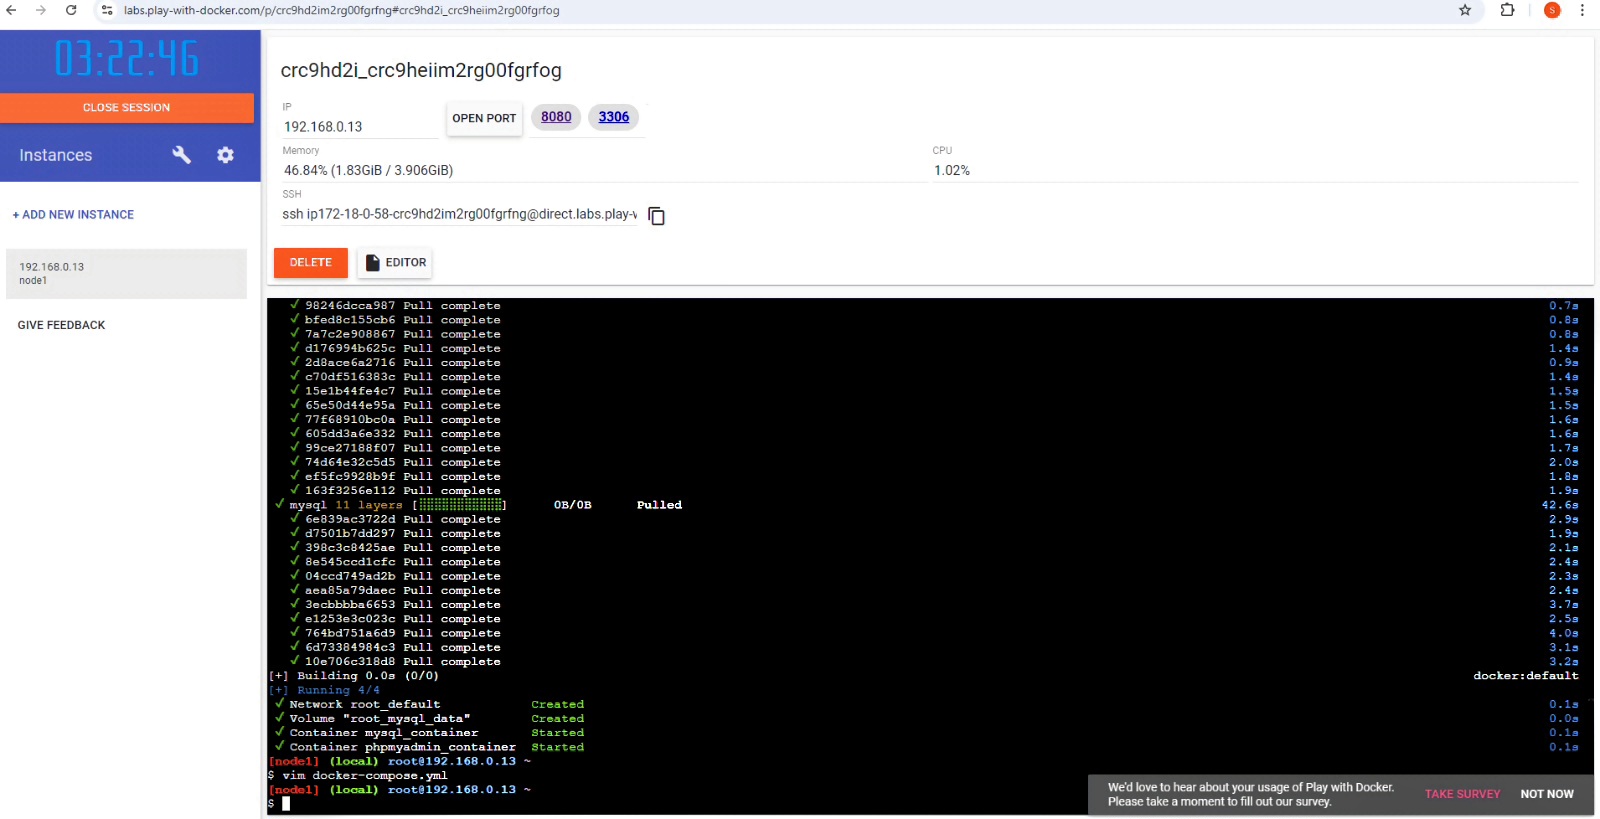 labs.play-with-docker.com/p/crc9hd2im2rg00fgrfng#crc9hd2i_crc9heiim2rg00fgrfog
S
03:22:46
CLOSE SESSION
Instances
+ ADD NEW INSTANCE
192.168.0.13
node1
GIVE FEEDBACK
crc9hd2i_crc9heiim2rg00fgrfog
IP
192.168.0.13
OPEN PORT
8080
3306
Memory
46.84% (1.83GiB / 3.906GiB)
CPU
1.02%
SSH
ssh ip172-18-0-58-crc9hd2im2rg00fgrfng@direct.labs.play-v
DELETE
EDITOR
✓ 98246dcca987 Pull complete 0.7s
✓ bfed8c155cb6 Pull complete 0.8s
✓ 7a7c2e908867 Pull complete 0.8s
✓ d176994b625c Pull complete 1.4s
✓ 2d8ace6a2716 Pull complete 0.9s
✓ c70df516383c Pull complete 1.4s
✓ 15e1b44fe4c7 Pull complete 1.5s
✓ 65e50d44e95a Pull complete 1.5s
✓ 77f68910bc0a Pull complete 1.6s
✓ 605dd3a6e332 Pull complete 1.6s
✓ 99ce27188f07 Pull complete 1.7s
✓ 74d64e32c5d5 Pull complete 2.0s
✓ ef5fc9928b9f Pull complete 1.8s
✓ 163f3256e112 Pull complete 1.9s
✓ mysql 11 layers [⣿⣿⣿⣿⣿⣿⣿⣿⣿⣿⣿] 0B/0B Pulled 42.6s
✓ 6e839ac3722d Pull complete 2.9s
✓ d7501b7dd297 Pull complete 1.9s
✓ 398c3c8425ae Pull complete 2.1s
✓ 8e545ccd1cfc Pull complete 2.4s
✓ 04ccd749ad2b Pull complete 2.3s
✓ aea85a79daec Pull complete 2.4s
✓ 3ecbbbba6653 Pull complete 3.7s
✓ e1253e3c023c Pull complete 2.5s
✓ 764bd751a6d9 Pull complete 4.0s
✓ 6d73384984c3 Pull complete 3.1s
✓ 10e706c318d8 Pull complete 3.2s
[+] Building 0.0s (0/0) docker:default
[+] Running 4/4
✓ Network root_default Created 0.1s
✓ Volume "root_mysql_data" Created 0.0s
✓ Container mysql_container Started 0.1s
✓ Container phpmyadmin_container Started 0.1s
[node1] (local) root@192.168.0.13 ~
$ vim docker-compose.yml
[node1] (local) root@192.168.0.13 ~
$
We'd love to hear about your usage of Play with Docker.
Please take a moment to fill out our survey.
TAKE SURVEY
NOT NOW